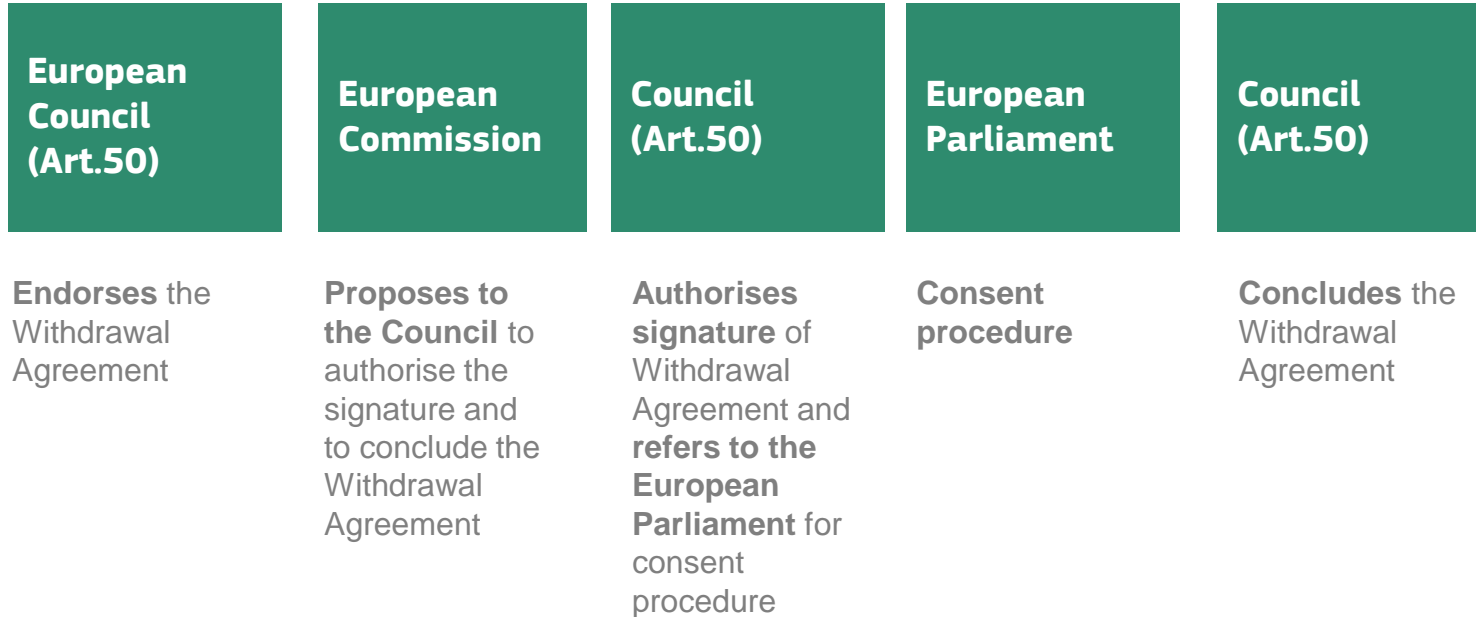 European
Council
(Art.50)
European
Commission
Council
(Art.50)
European
Parliament
Council
(Art.50)
Endorses the
Withdrawal
Agreement
Proposes to
the Council to
authorise the
signature and
to conclude the
Withdrawal
Agreement
Authorises
signature of
Withdrawal
Agreement and
refers to the
European
Parliament for
consent
procedure
Consent
procedure
Concludes the
Withdrawal
Agreement